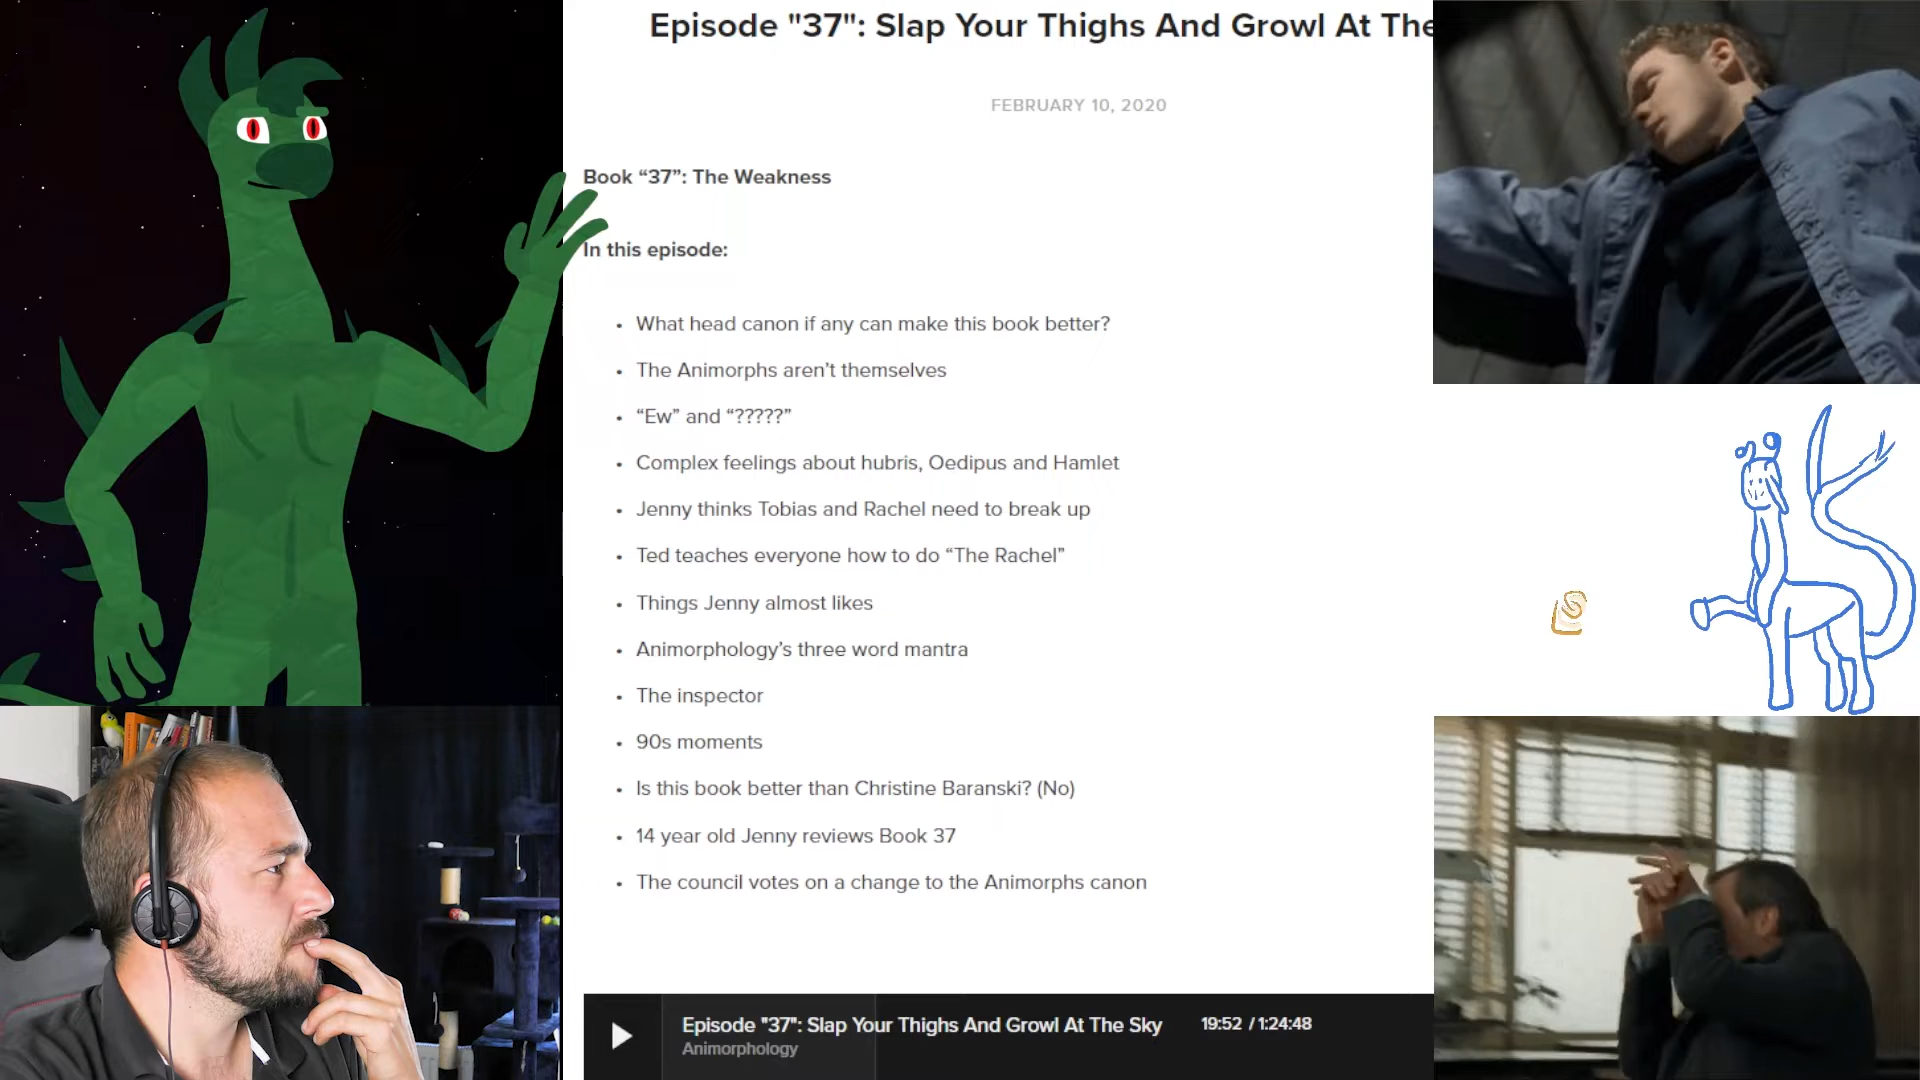 Episode "37": Slap Your Thighs And Growl At The
FEBRUARY 10, 2020
Book “37”: The Weakness
In this episode:
• What head canon if any can make this book better?
• The Animorphs aren’t themselves
• “Ew” and “?????”
• Complex feelings about hubris, Oedipus and Hamlet
• Jenny thinks Tobias and Rachel need to break up
• Ted teaches everyone how to do “The Rachel”
• Things Jenny almost likes
• Animorphology’s three word mantra
• The inspector
• 90s moments
• Is this book better than Christine Baranski? (No)
• 14 year old Jenny reviews Book 37
• The council votes on a change to the Animorphs canon
Episode "37": Slap Your Thighs And Growl At The Sky
19:52 / 1:24:48
Animorphology